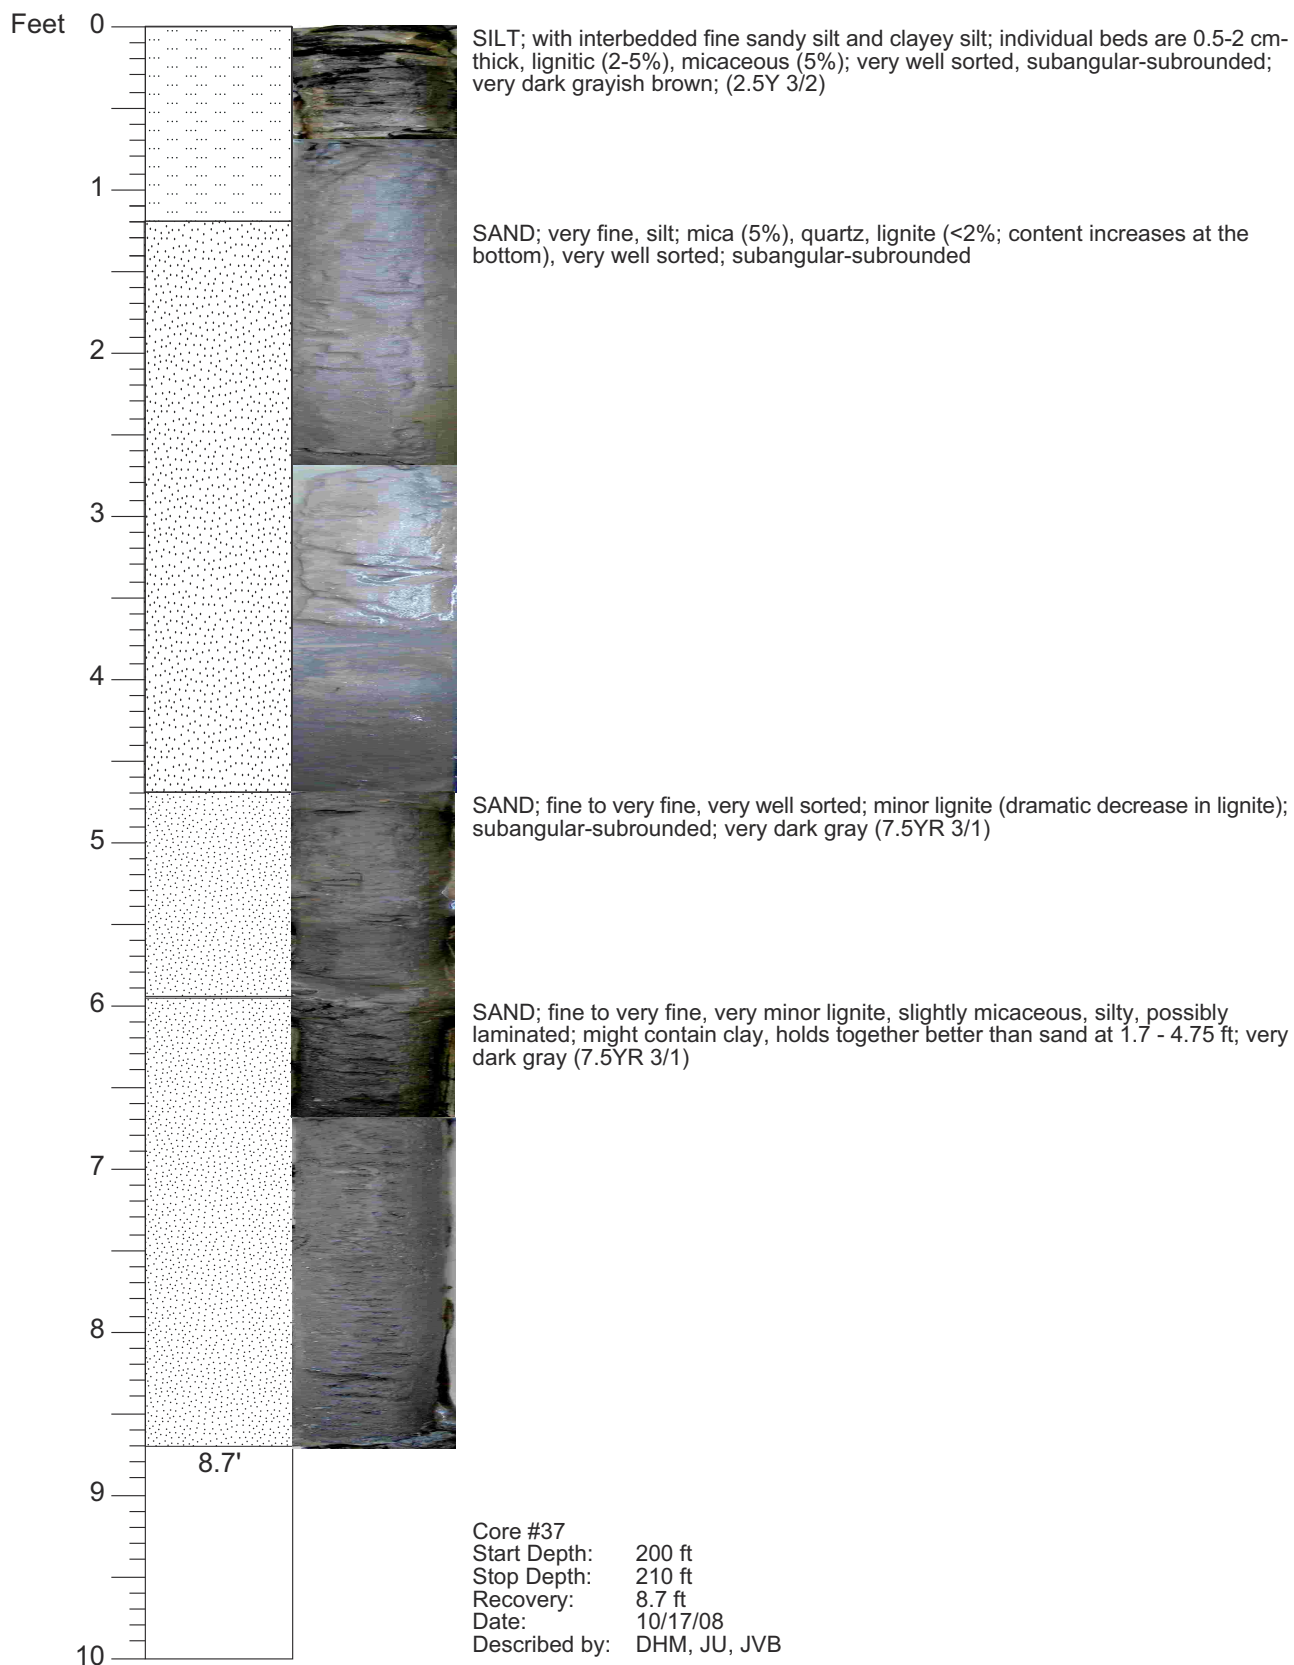 Feet 0
SILT; with interbedded fine sandy silt and clayey silt; individual beds are 0.5-2 cm-
thick, lignitic (2-5%), micaceous (5%); very well sorted, subangular-subrounded;
very dark grayish brown; (2.5Y 3/2)
1
SAND; very fine, silt; mica (5%), quartz, lignite (<2%; content increases at the
bottom), very well sorted; subangular-subrounded
2
3
4
SAND; fine to very fine, very well sorted; minor lignite (dramatic decrease in lignite);
subangular-subrounded; very dark gray (7.5YR 3/1)
5
6
SAND; fine to very fine, very minor lignite, slightly micaceous, silty, possibly
laminated; might contain clay, holds together better than sand at 1.7 - 4.75 ft; very
dark gray (7.5YR 3/1)
7
8
8.7'
9
Core #37
Start Depth: 200 ft
Stop Depth: 210 ft
Recovery: 8.7 ft
Date: 10/17/08
Described by: DHM, JU, JVB
10